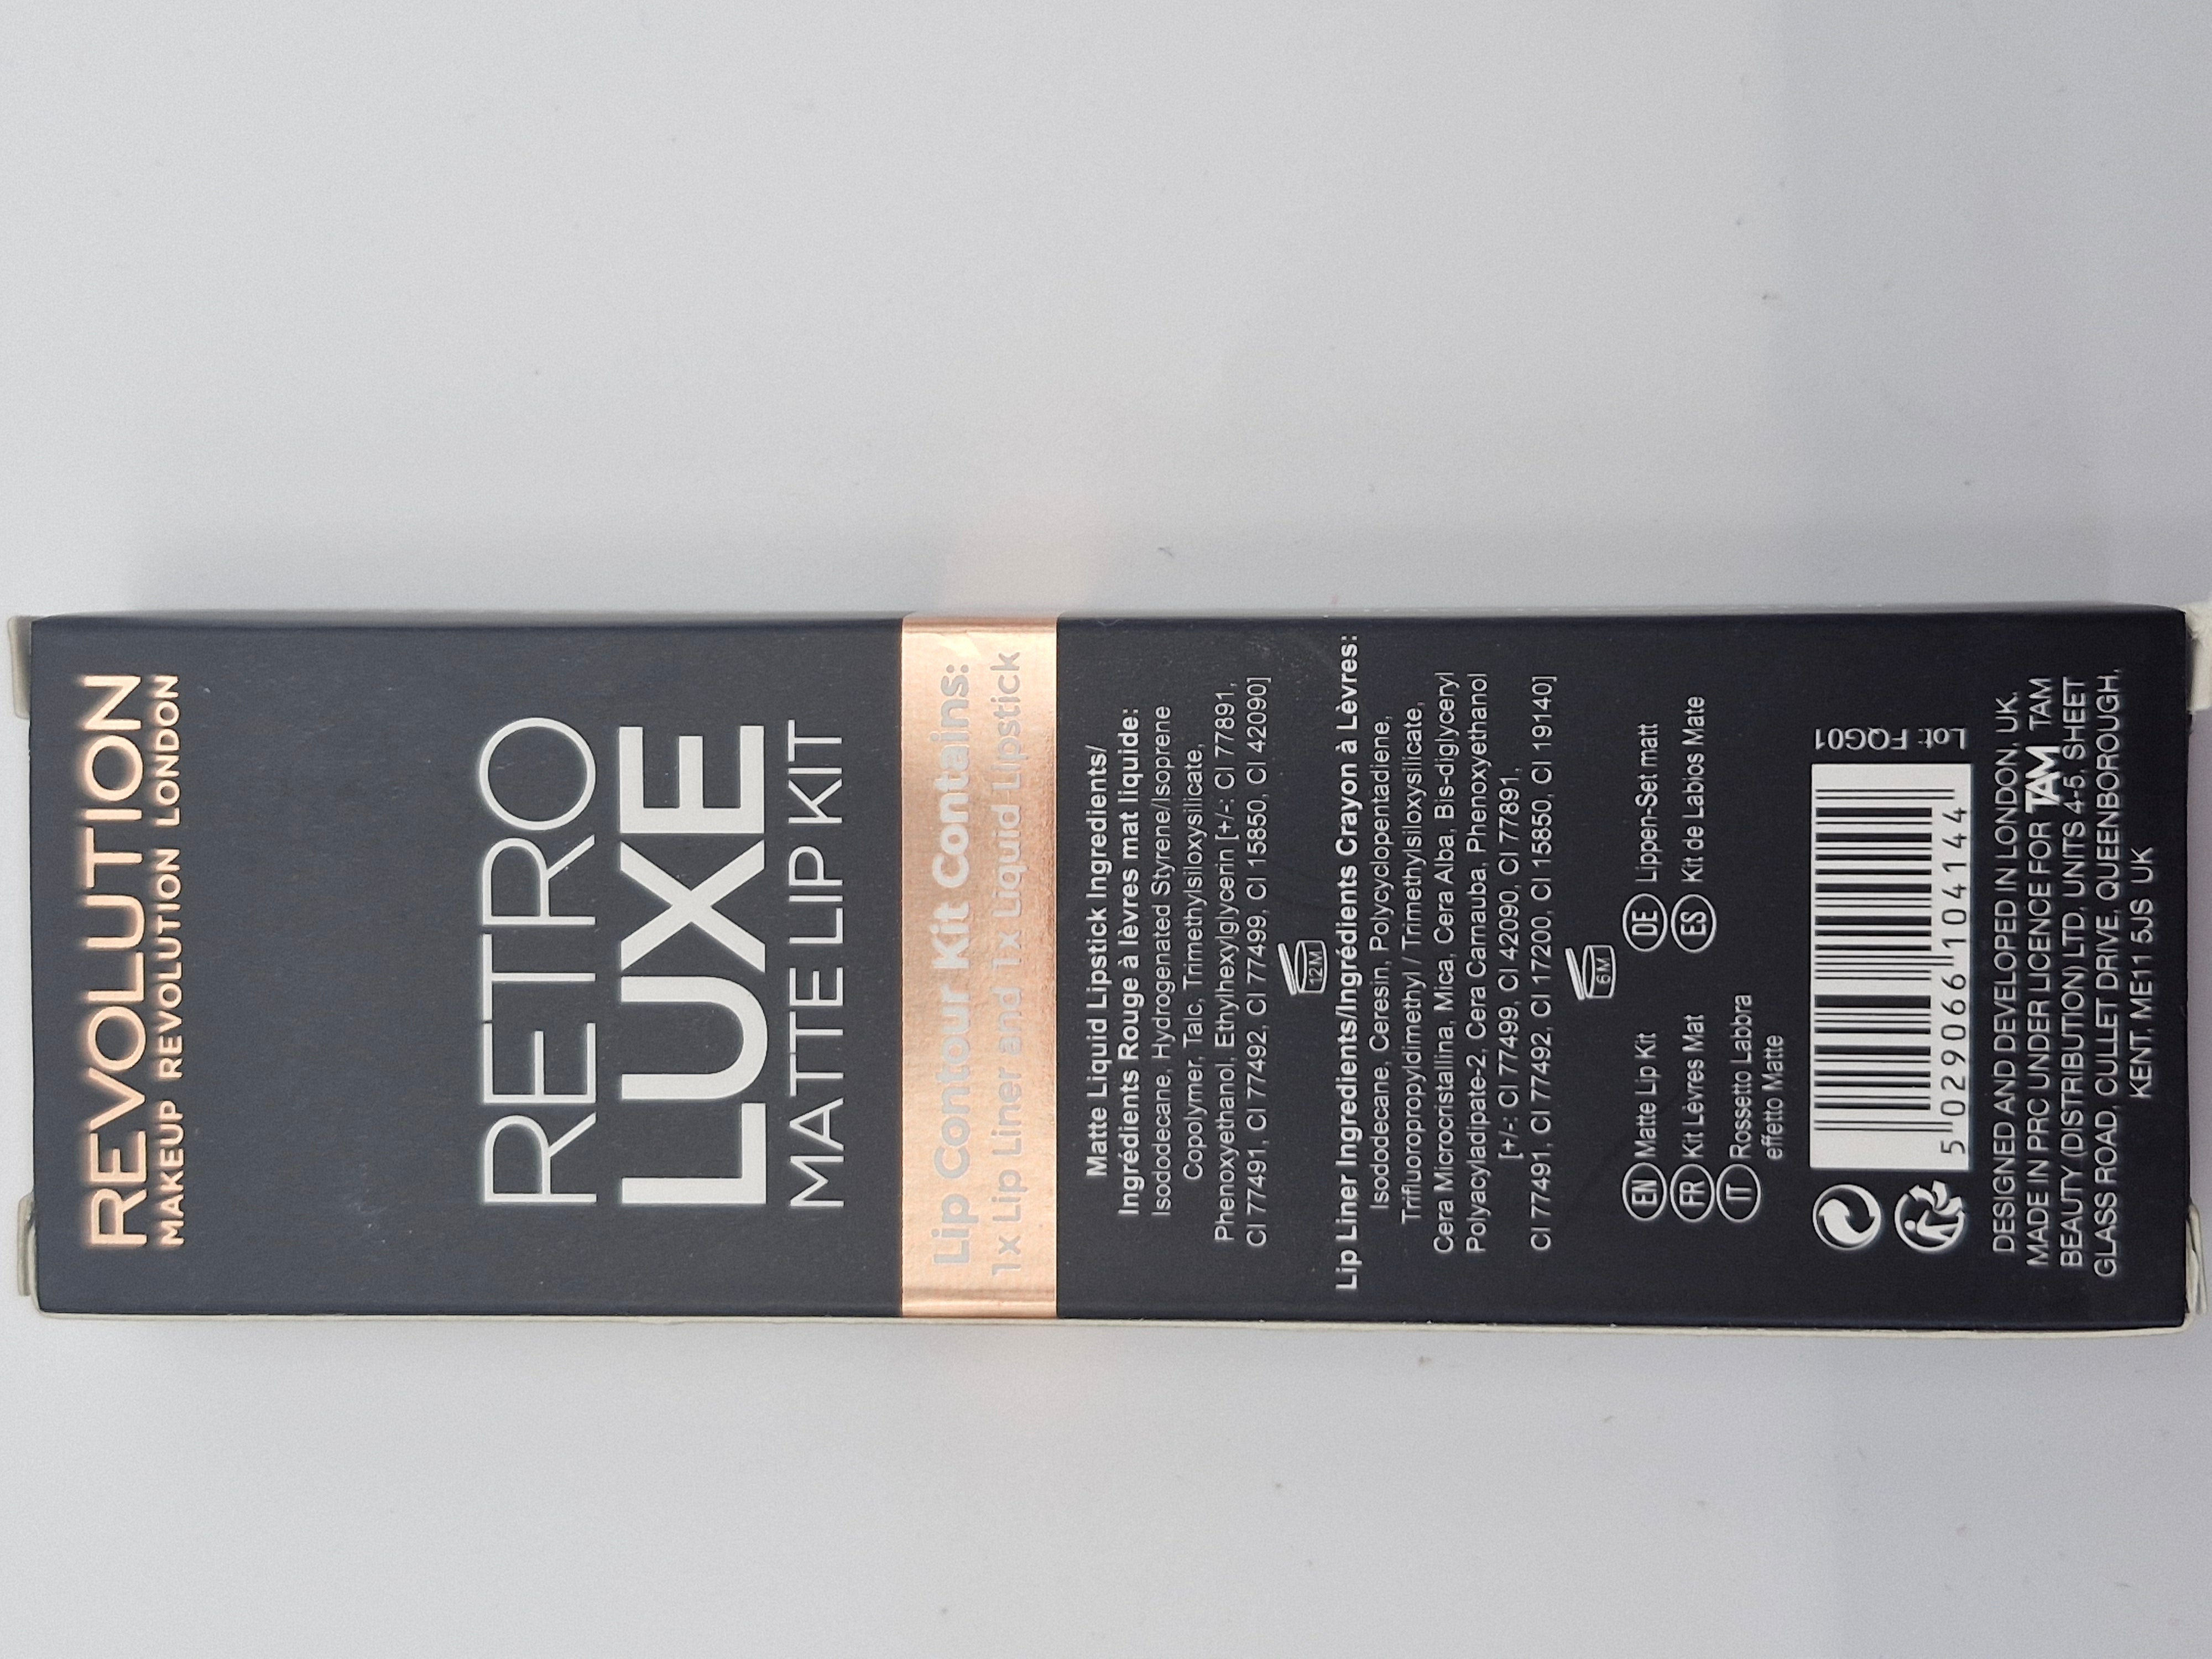 REVOLUTION
MAKEUP REVOLUTION LONDON
RETRO
LUXE
MATTE LIP KIT
Lip Contour Kit Contains:
1x Lip Liner and 1x Liquid Lipstick
Matte Liquid Lipstick Ingredients/
Ingrédients Rouge à lèvres mat liquide:
Isododecane, Hydrogenated Styrene/Isoprene
Copolymer, Talc, Trimethylsiloxysilicate,
Phenoxyethanol, Ethylhexylglycerin [+/-: CI 77891,
CI 77491, CI 77492, CI 77499, CI 15850, CI 42090]
12M
Lip Liner Ingredients/Ingrédients Crayon à Lèvres:
Isododecane, Ceresin, Polycyclopentadiene,
Trifluoropropyldimethyl / Trimethylsiloxysilicate,
Cera Microcristallina, Mica, Cera Alba, Bis-diglyceryl
Polyacyladipate-2, Cera Carnauba, Phenoxyethanol
[+/-: CI 77499, CI 42090, CI 77891,
CI 77491, CI 77492, CI 17200, CI 15850, CI 19140]
6M
EN Matte Lip Kit
FR Kit Lèvres Mat
IT Rossetto Labbra
effetto Matte
DE Lippen-Set matt
ES Kit de Labios Mate
5 029066 104144
Lot: FQG01
DESIGNED AND DEVELOPED IN LONDON, UK.
MADE IN PRC UNDER LICENCE FOR TAM TAM
BEAUTY (DISTRIBUTION) LTD, UNITS 4-5, SHEET
GLASS ROAD, CULLET DRIVE, QUEENBOROUGH,
KENT. ME11 5JS UK